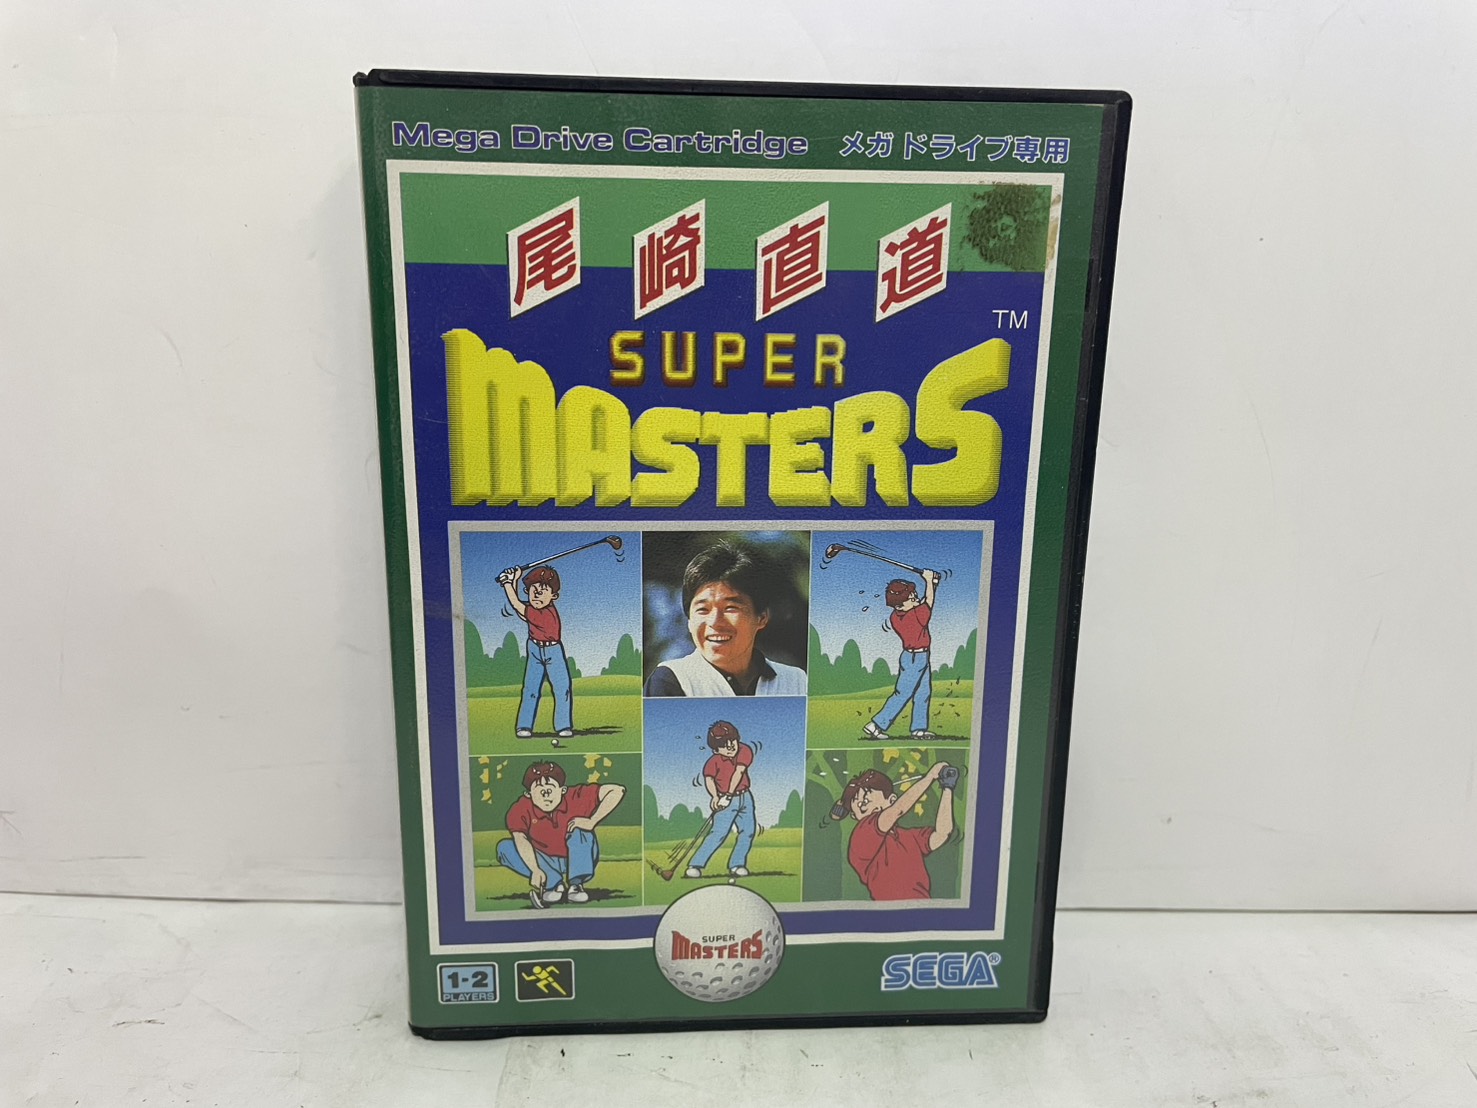 Mega Drive Cartridge メガドライブ専用
尾崎直道
TM
SUPER
MASTERS
SUPER
MASTERS
1-2
PLAYERS
SEGA®